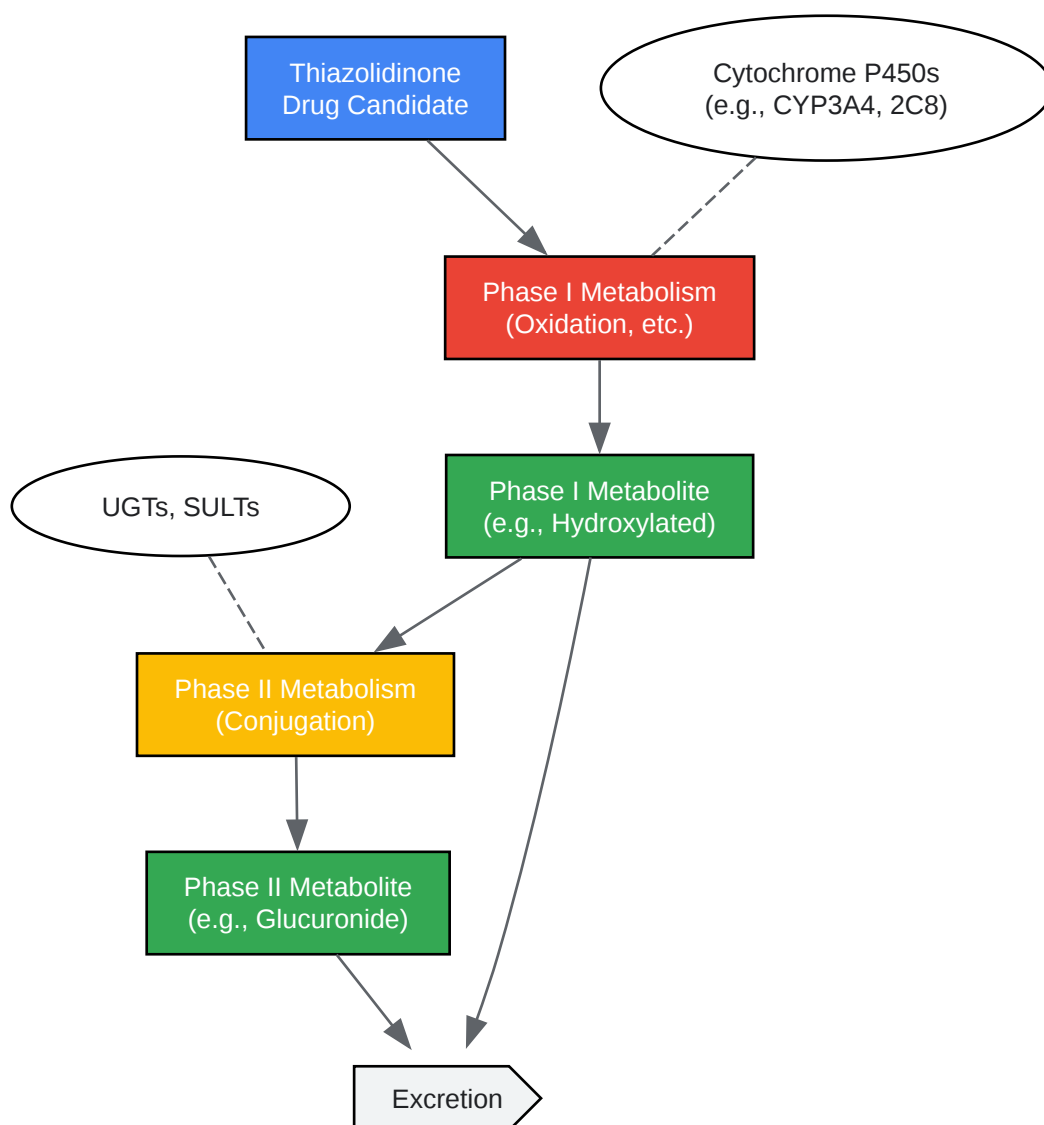 Thiazolidinone
Drug Candidate
Cytochrome P450s
(e.g., CYP3A4, 2C8)
Phase I Metabolism
(Oxidation, etc.)
Phase I Metabolite
(e.g., Hydroxylated)
UGTs, SULTs
Phase II Metabolism
(Conjugation)
Phase II Metabolite
(e.g., Glucuronide)
Excretion